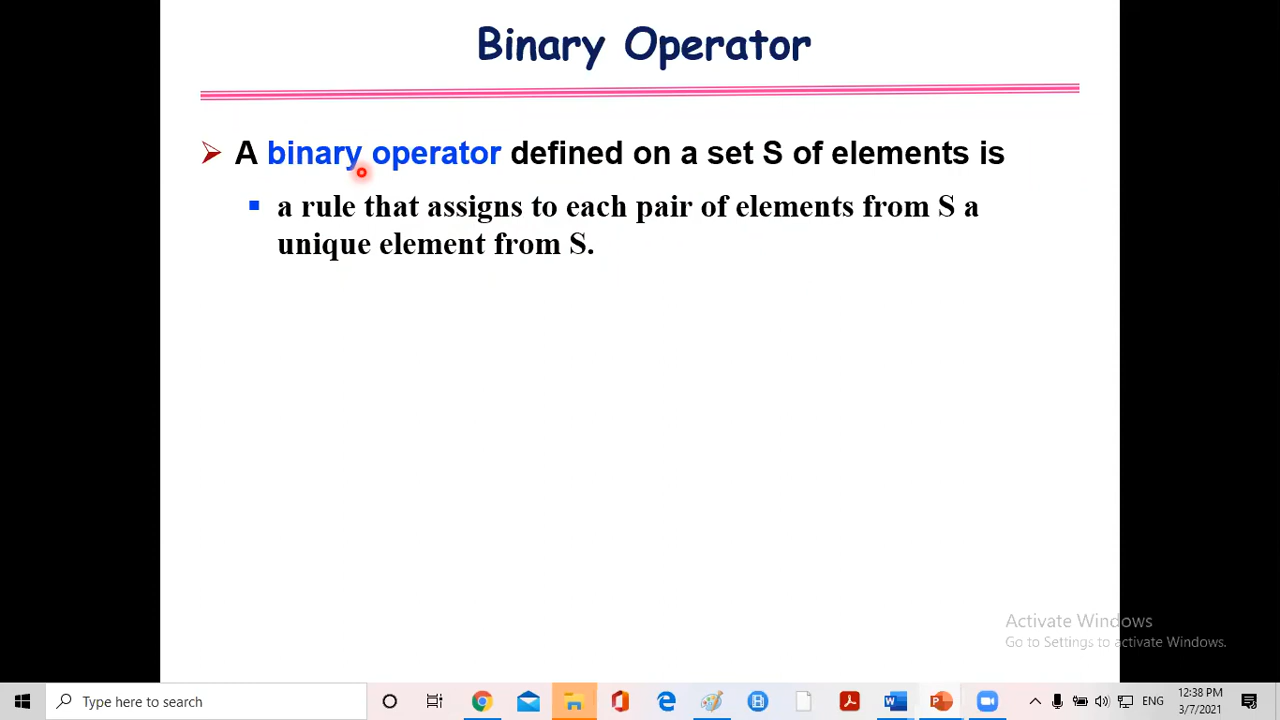 Binary Operator
A binary operator defined on a set S of elements is
a rule that assigns to each pair of elements from S a
unique element from S.
Activate Windows
Go to Settings to activate Windows.
Type here to search
ENG
12:38 PM
3/7/2021